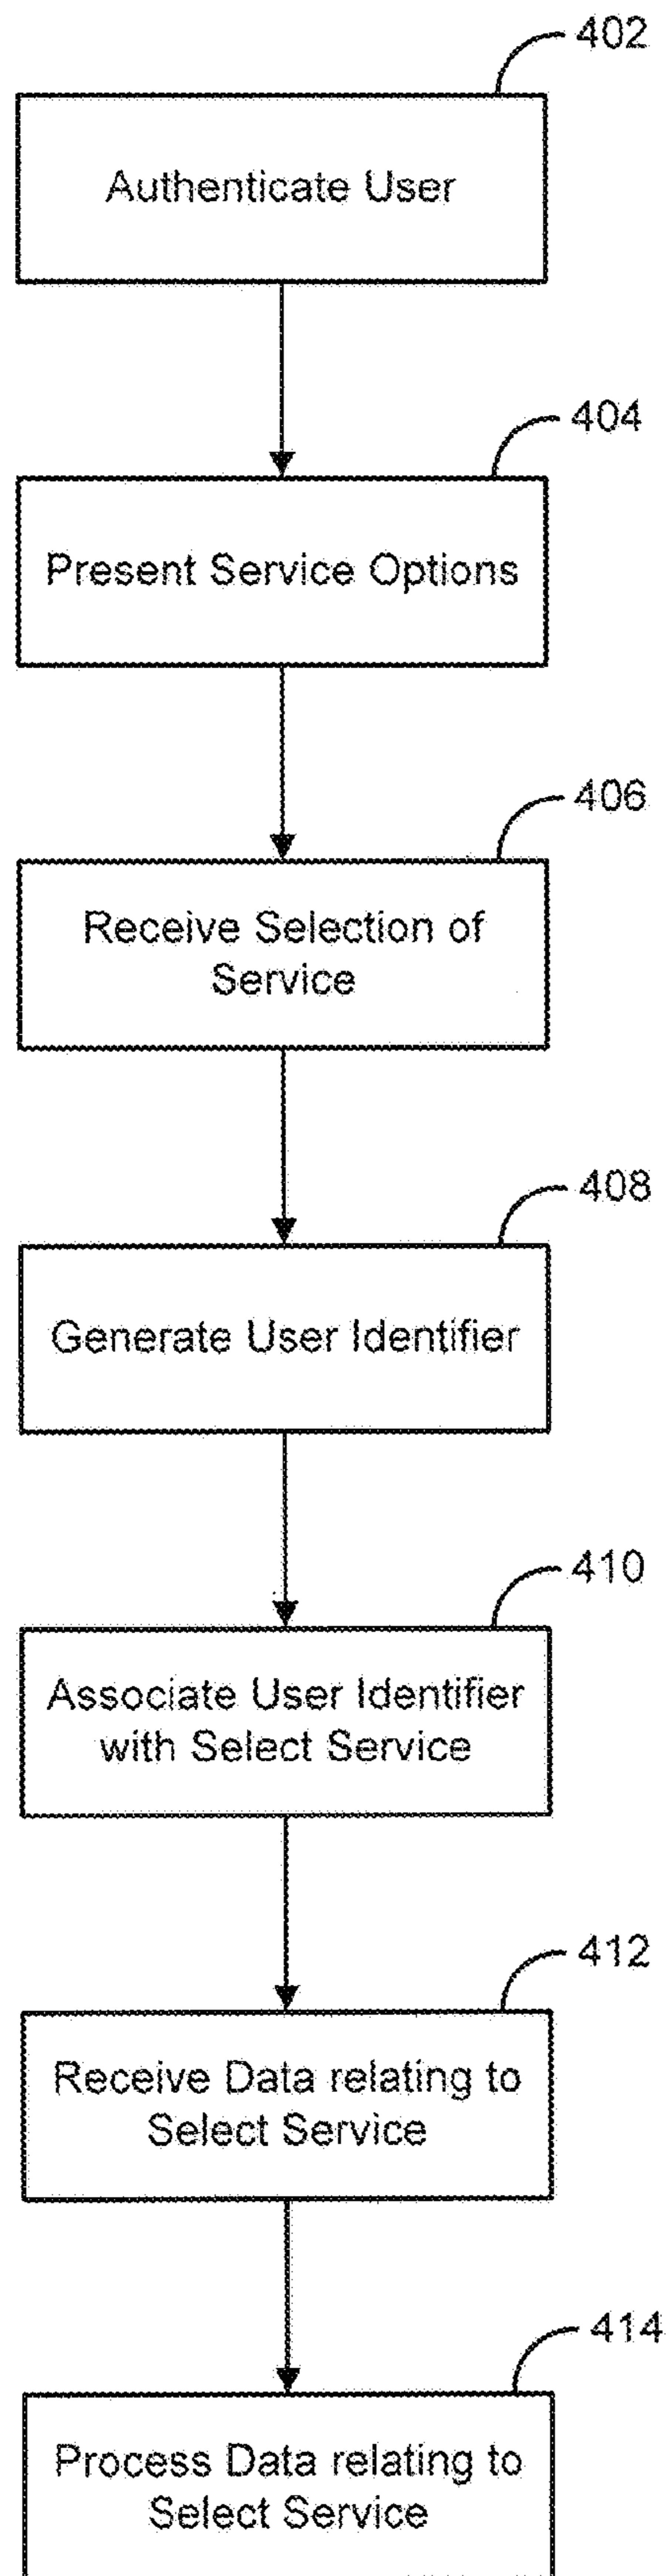 402
Authenticate User
404
Present Service Options
406
Receive Selection of
Service
408
Generate User Identifier
410
Associate User Identifier
with Select Service
412
Receive Data relating to
Select Service
414
Process Data relating to
Select Service